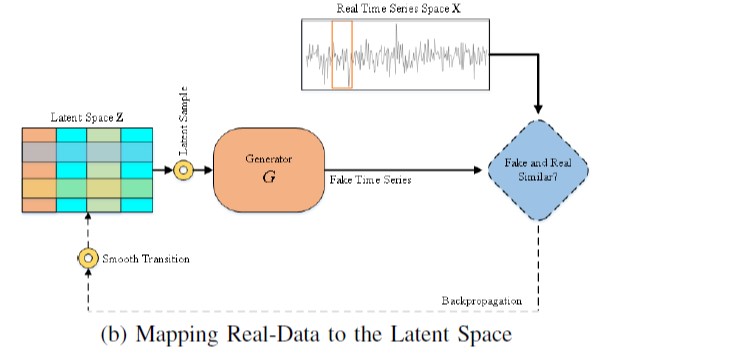 Real Time Series Space X
Latent Space Z
Latent Sample
Generator
G
Fake Time Series
Fake and Real
Similar?
Smooth Transition
Backpropagation
(b) Mapping Real-Data to the Latent Space